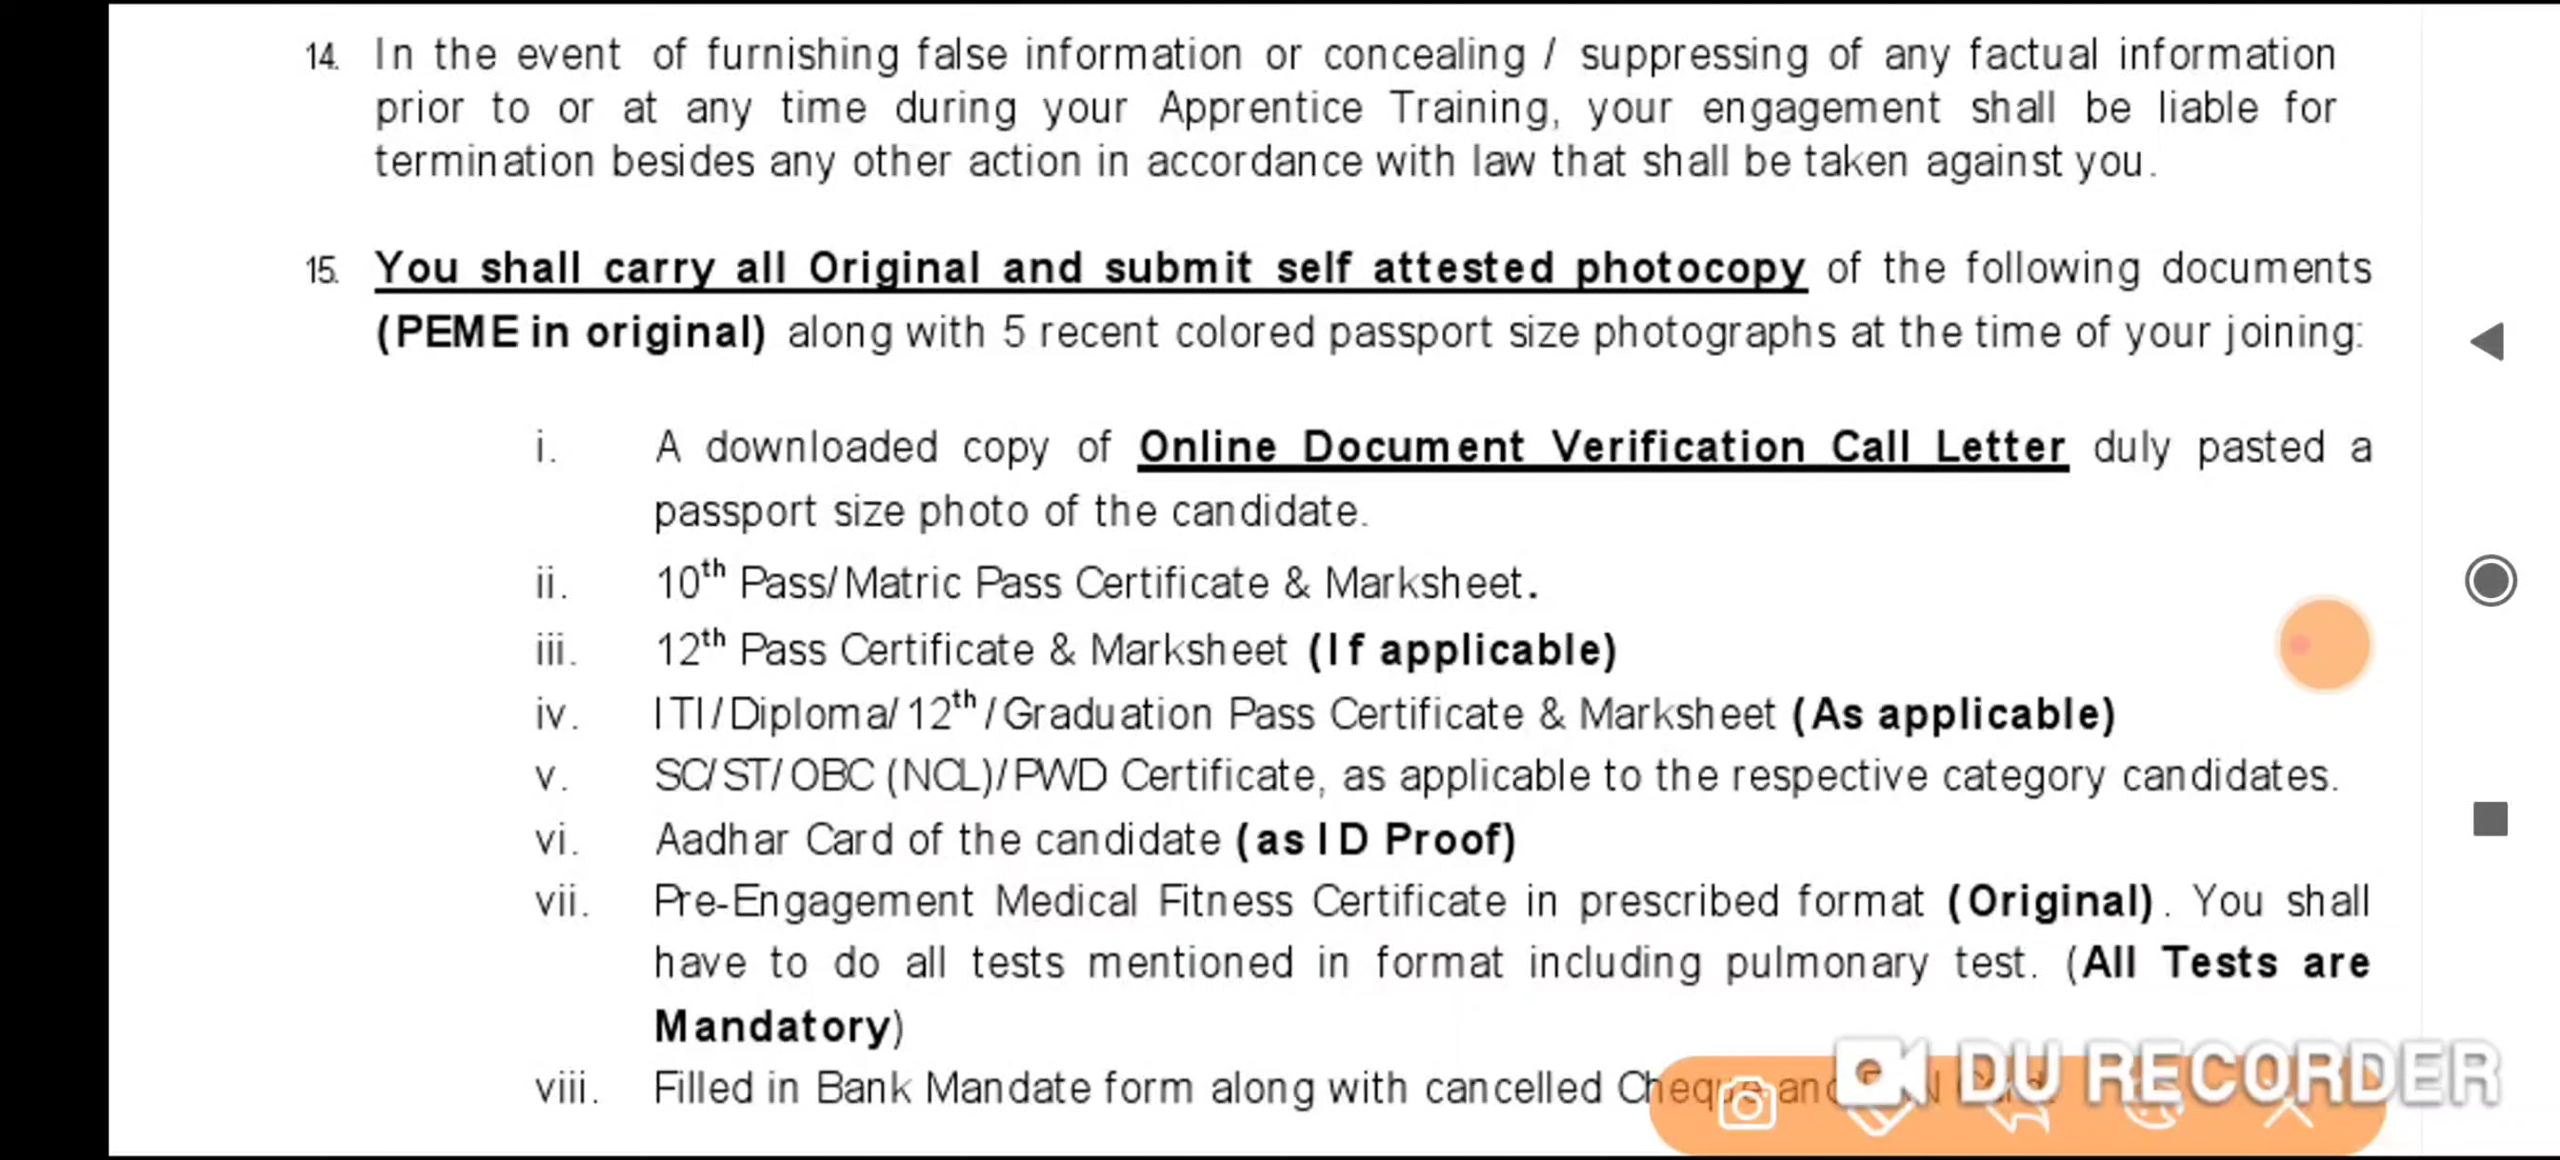 14. In the event of furnishing false information or concealing / suppressing of any factual information
prior to or at any time during your Apprentice Training, your engagement shall be liable for
termination besides any other action in accordance with law that shall be taken against you.
15. You shall carry all Original and submit self attested photocopy of the following documents
(PEME in original) along with 5 recent colored passport size photographs at the time of your joining:
i. A downloaded copy of Online Document Verification Call Letter duly pasted a
passport size photo of the candidate.
ii. 10th Pass/Matric Pass Certificate & Marksheet.
iii. 12th Pass Certificate & Marksheet (If applicable)
iv. ITI/Diploma/12th/Graduation Pass Certificate & Marksheet (As applicable)
v. SC/ST/OBC (NCL)/PWD Certificate, as applicable to the respective category candidates.
vi. Aadhar Card of the candidate (as ID Proof)
vii. Pre-Engagement Medical Fitness Certificate in prescribed format (Original). You shall
have to do all tests mentioned in format including pulmonary test. (All Tests are
Mandatory)
viii. Filled in Bank Mandate form along with cancelled Cheque and
DU RECORDER